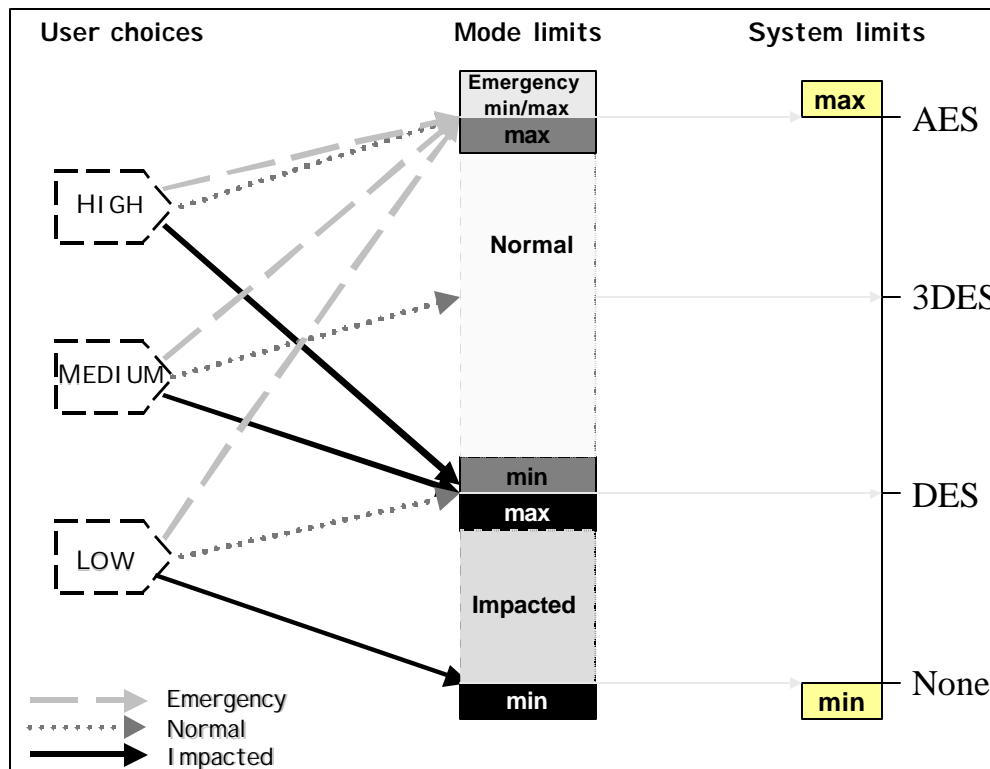 User choices
Mode limits
System limits
Emergency
min/max
max
max
AES
HIGH
Normal
3DES
MEDIUM
min
max
DES
LOW
Impacted
min
min
None
Emergency
Normal
Impacted